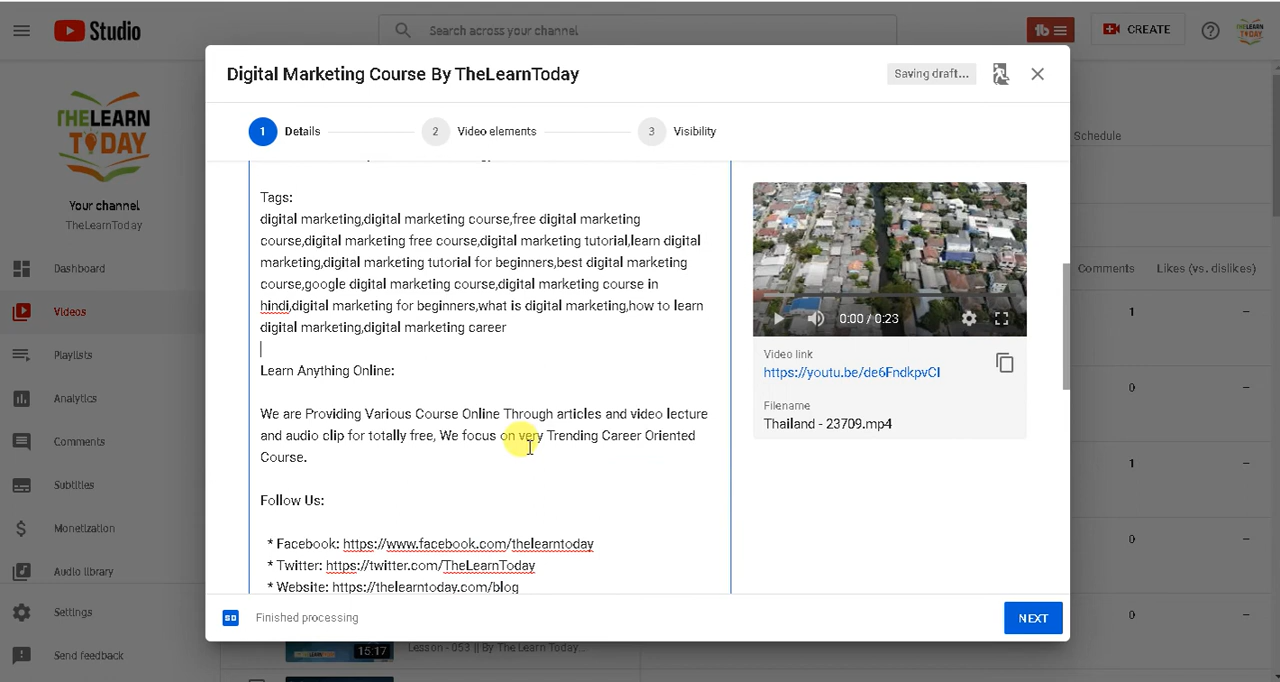 Studio
Search across your channel
CREATE
THELEARN
TODAY
Digital Marketing Course By TheLearnToday
Saving draft...
1
Details
2
Video elements
3
Visibility
THELEARN
TODAY
Your channel
TheLearnToday
Dashboard
Videos
Playlists
Analytics
Comments
Subtitles
Monetization
Audio library
Settings
Send feedback
Tags:
digital marketing,digital marketing course,free digital marketing
course,digital marketing free course,digital marketing tutorial,learn digital
marketing,digital marketing tutorial for beginners,best digital marketing
course,google digital marketing course,digital marketing course in
hindi,digital marketing for beginners,what is digital marketing,how to learn
digital marketing,digital marketing career
Learn Anything Online:
We are Providing Various Course Online Through articles and video lecture
and audio clip for totally free, We focus on very Trending Career Oriented
Course.
Follow Us:
* Facebook: https://www.facebook.com/thelearntoday
* Twitter: https://twitter.com/TheLearnToday
* Website: https://thelearntoday.com/blog
0:00 / 0:23
Video link
https://youtu.be/de6FndkpvCI
Filename
Thailand - 23709.mp4
Schedule
Comments
Likes (vs. dislikes)
1
–
0
–
1
–
0
–
0
–
SD
Finished processing
NEXT
15:17
Lesson - 053 || By The Learn Today...